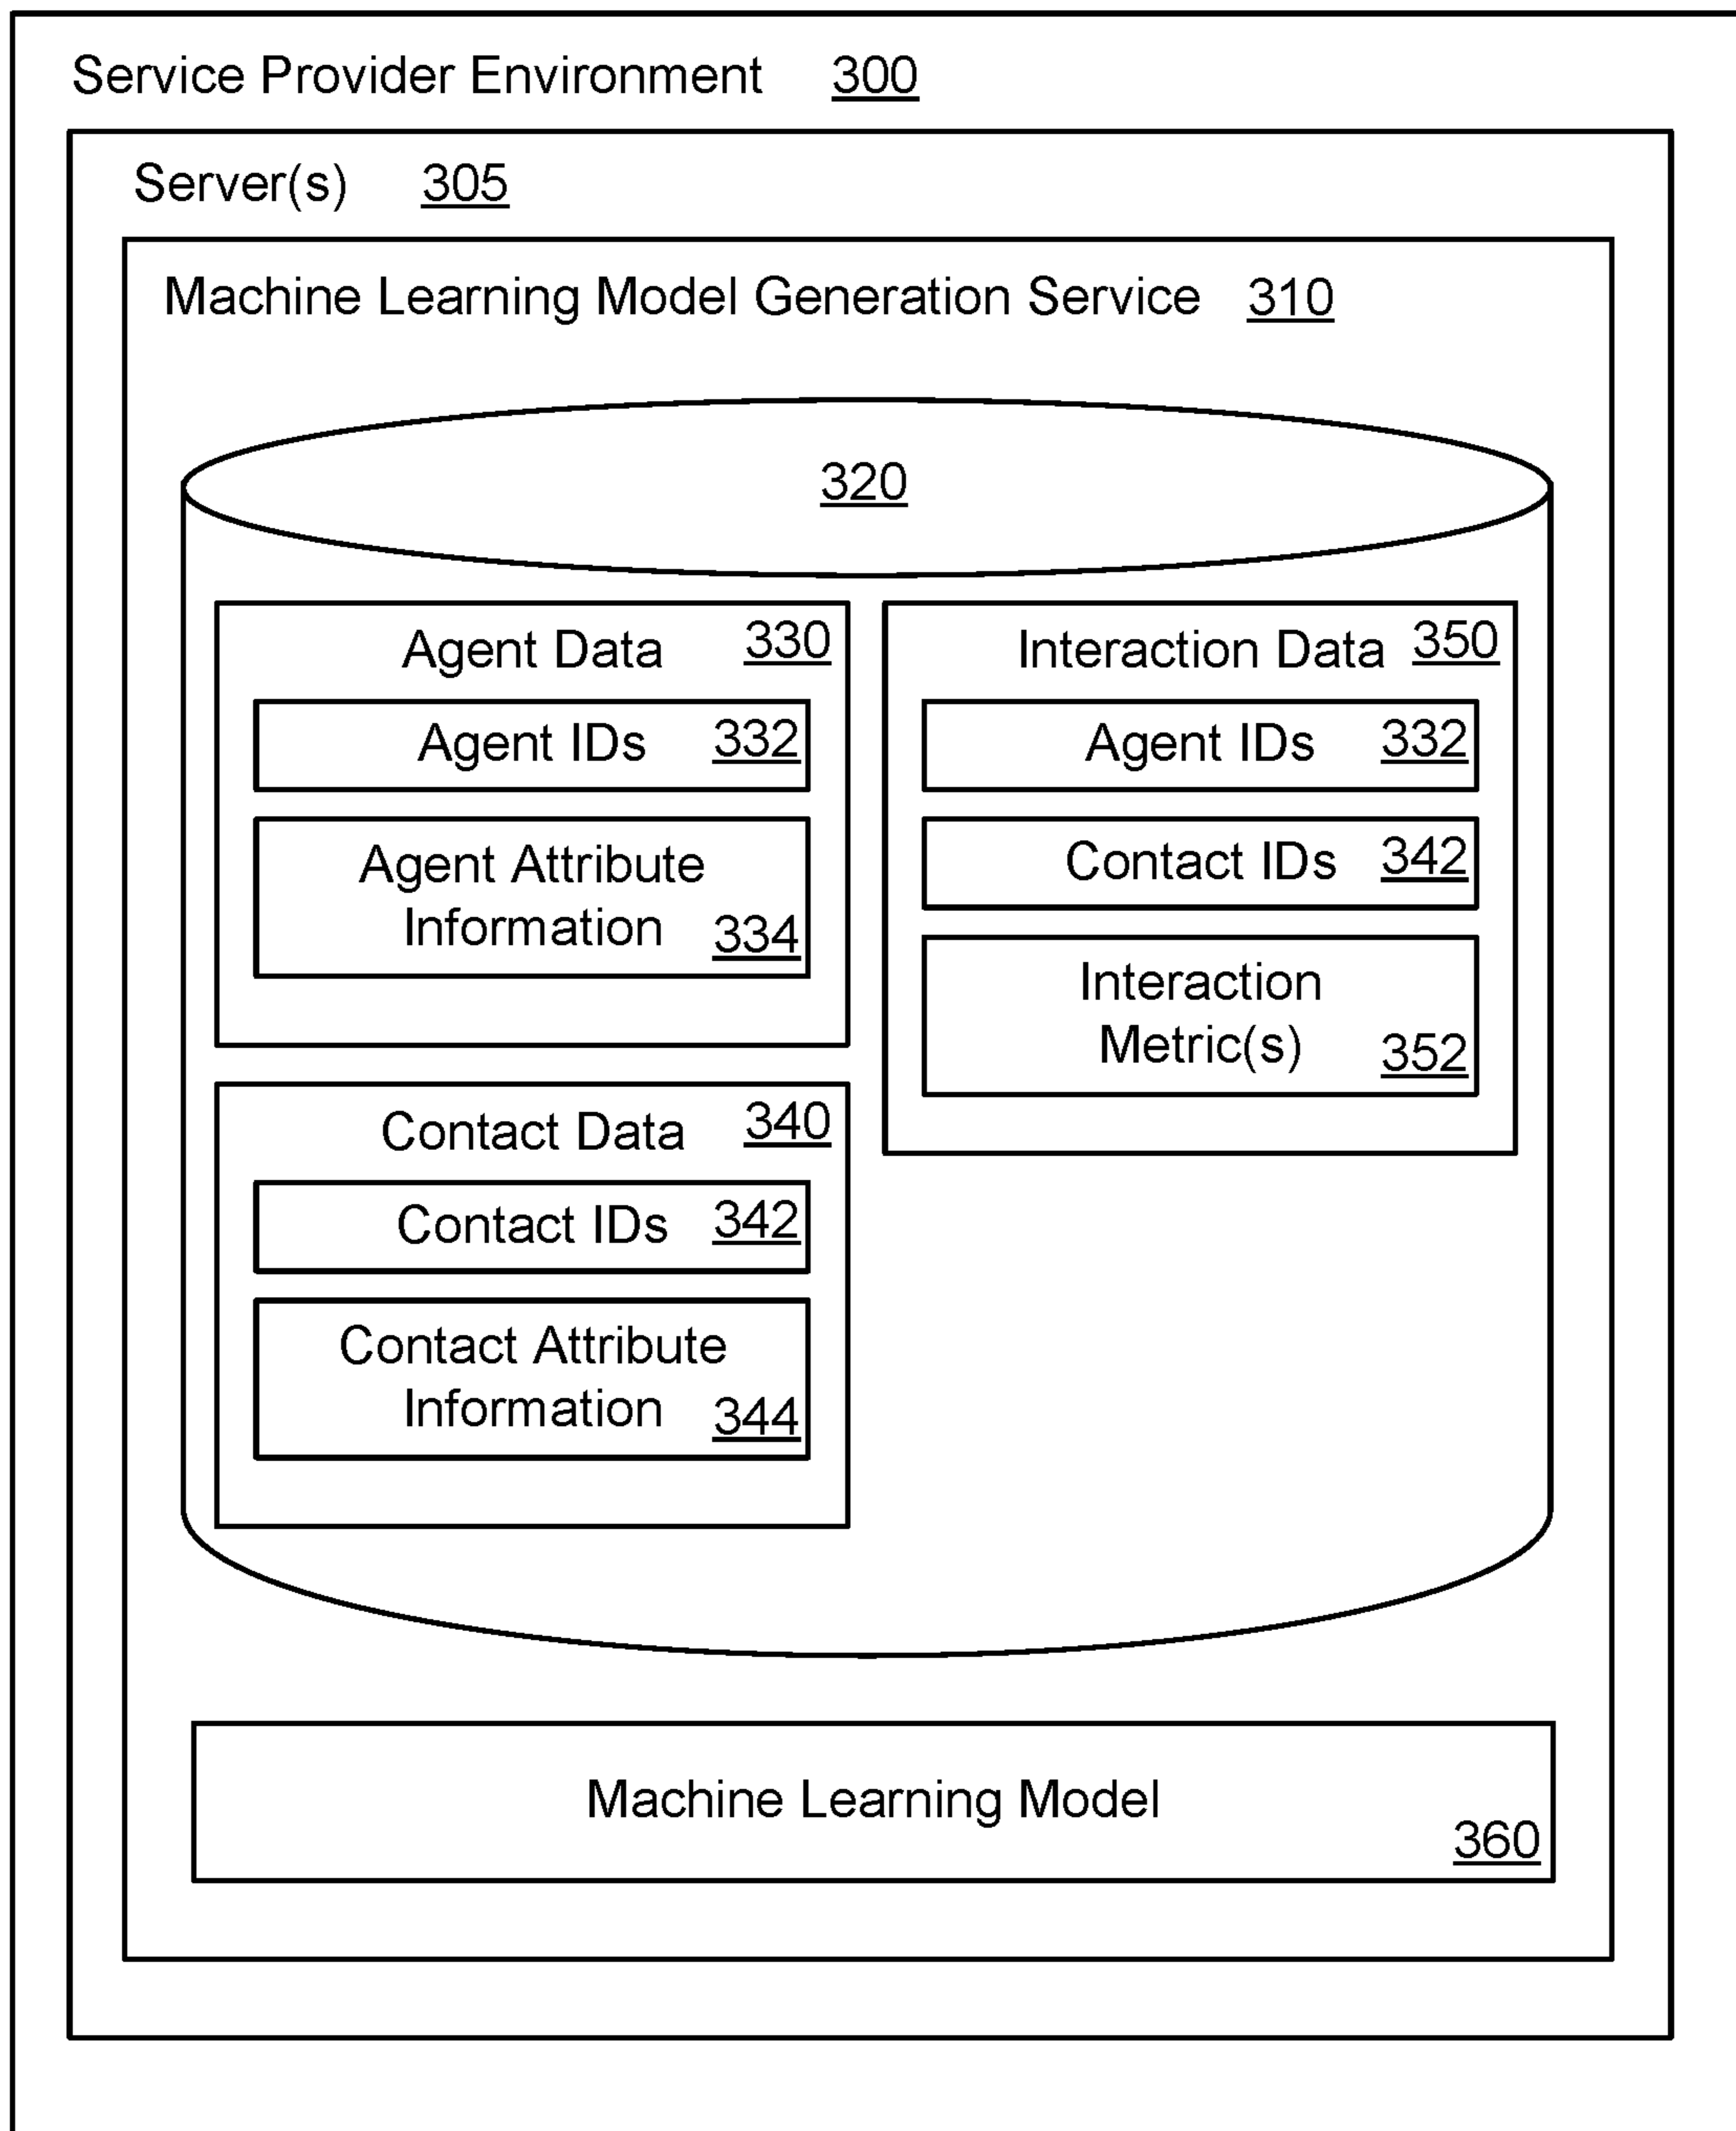 Service Provider Environment 300
Server(s) 305
Machine Learning Model Generation Service 310
320
Agent Data 330
Agent IDs 332
Agent Attribute
Information 334
Contact Data 340
Contact IDs 342
Contact Attribute
Information 344
Interaction Data 350
Agent IDs 332
Contact IDs 342
Interaction
Metric(s) 352
Machine Learning Model
360